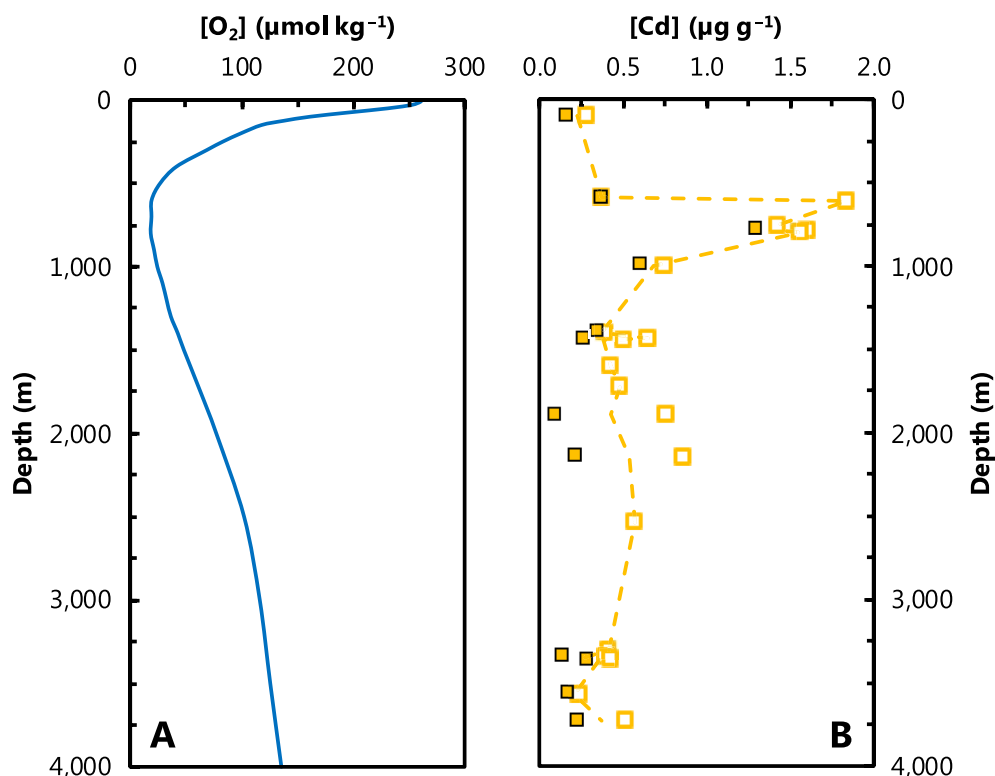 [O₂] (µmol kg⁻¹)
0 100 200 300
0
1,000
2,000
3,000
4,000
Depth (m)
A
[Cd] (µg g⁻¹)
0.0 0.5 1.0 1.5 2.0
0
1,000
2,000
3,000
4,000
Depth (m)
B